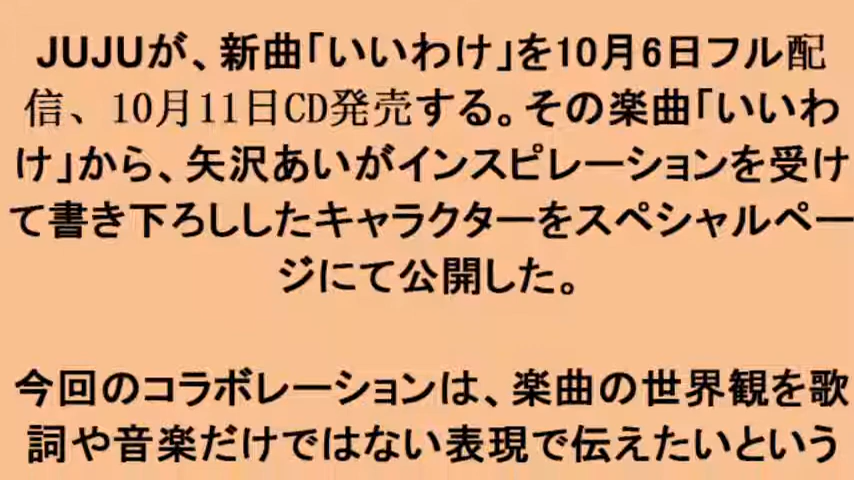 JUJUが、新曲「いいわけ」を10月6日フル配
信、10月11日CD発売する。その楽曲「いいわ
け」から、矢沢あいがインスピレーションを受け
て書き下ろししたキャラクターをスペシャルペー
ジにて公開した。
今回のコラボレーションは、楽曲の世界観を歌
詞や音楽だけではない表現で伝えたいという